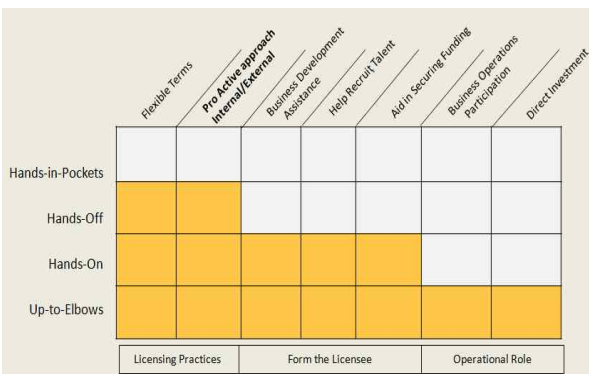 Flexible Terms
Pro Active approach
Internal/External
Business Development
Assistance
Help Recruit Talent
Aid in Securing Funding
Business Operations
Participation
Direct Investment
Hands-in-Pockets
Hands-Off
Hands-On
Up-to-Elbows
Licensing Practices
Form the Licensee
Operational Role